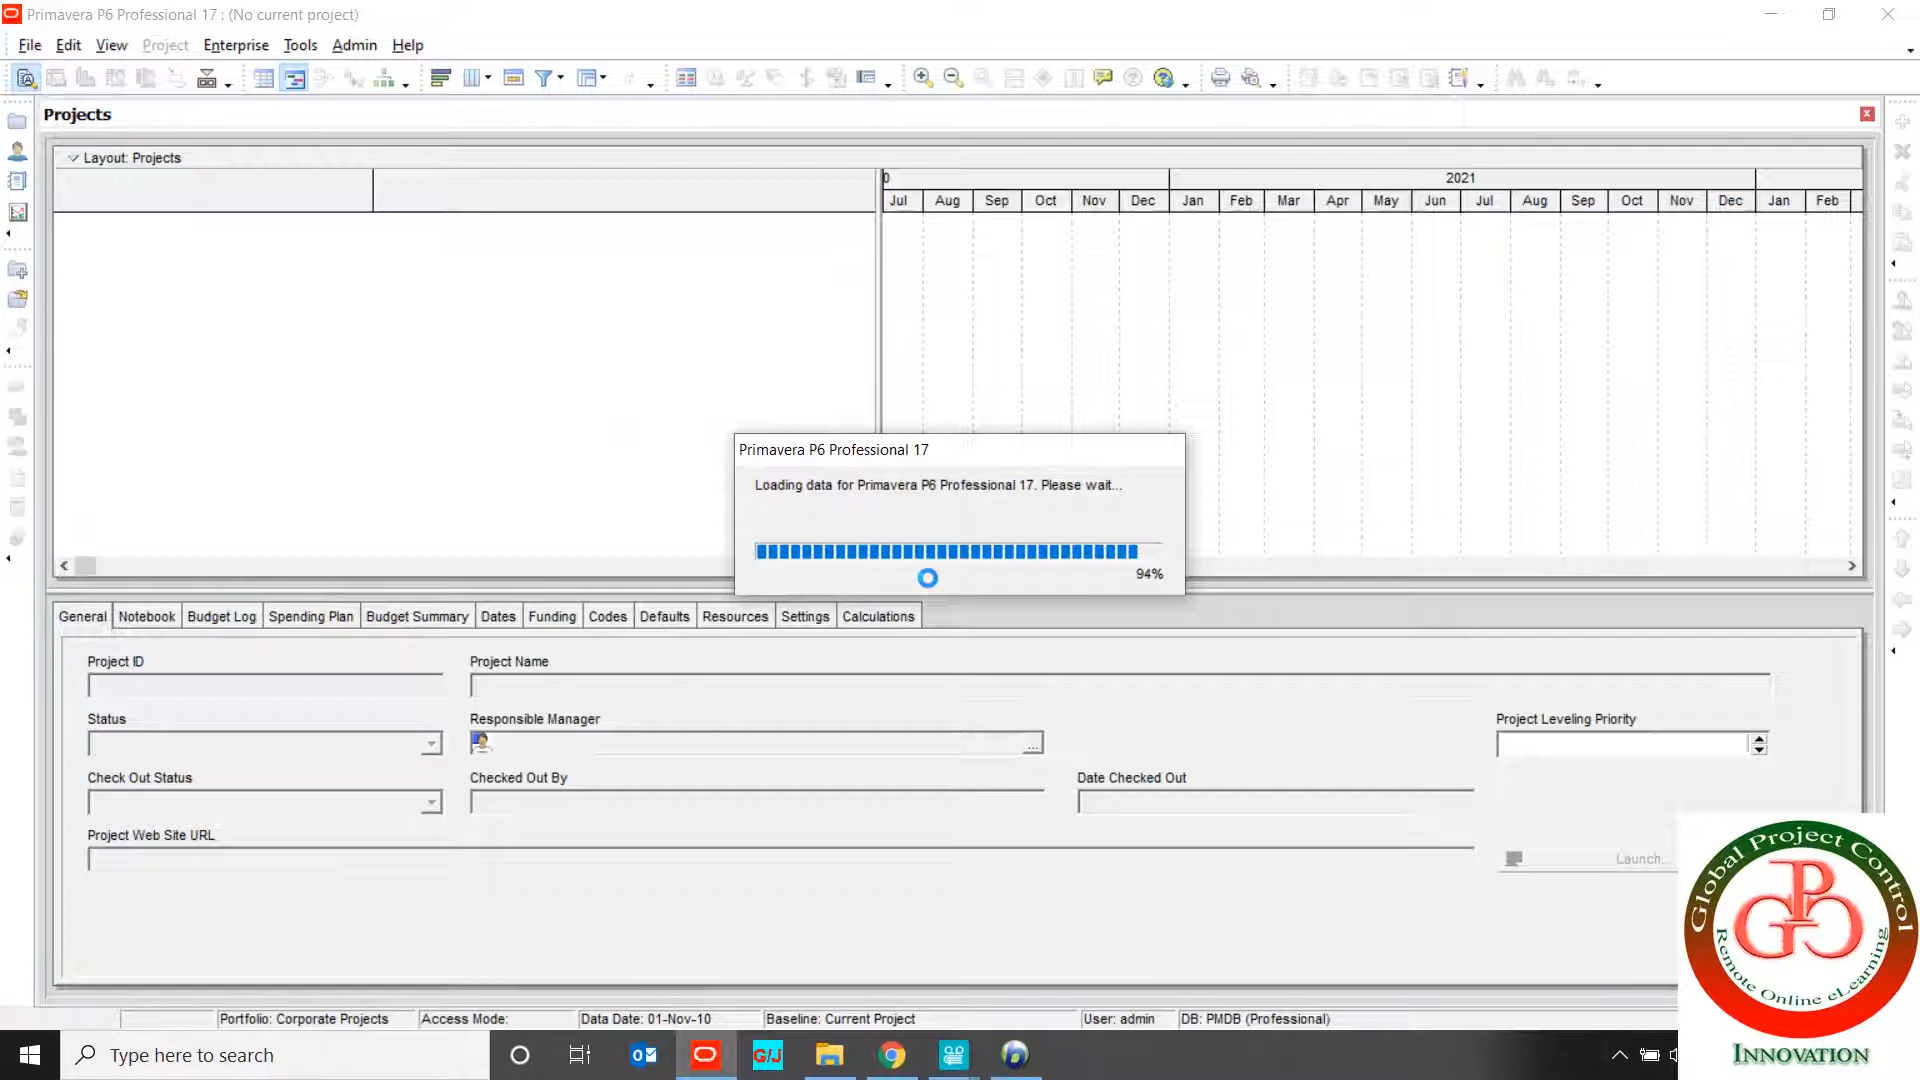 Primavera P6 Professional 17 : (No current project)
File Edit View Project Enterprise Tools Admin Help
Projects
Layout: Projects
0 2021
Jul Aug Sep Oct Nov Dec Jan Feb Mar Apr May Jun Jul Aug Sep Oct Nov Dec Jan Feb
Primavera P6 Professional 17
Loading data for Primavera P6 Professional 17. Please wait...
94%
General Notebook Budget Log Spending Plan Budget Summary Dates Funding Codes Defaults Resources Settings Calculations
Project ID Project Name
Status Responsible Manager Project Leveling Priority
...
Check Out Status Checked Out By Date Checked Out
Project Web Site URL
Launch...
Portfolio: Corporate Projects Access Mode: Data Date: 01-Nov-10 Baseline: Current Project User: admin DB: PMDB (Professional)
Type here to search
G/J
Global Project Control
GPC
Remote Online eLearning
INNOVATION